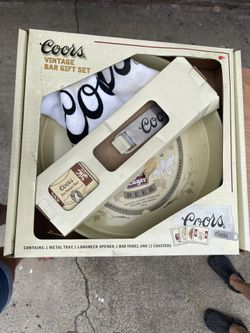 Coors
VINTAGE
BAR GIFT SET
Coors
Coors
Coors
Lager
BEER
Coors
CONTAINS: 1 METAL TRAY, 1 LONGNECK OPENER, 1 BAR TOWEL AND 12 COASTERS